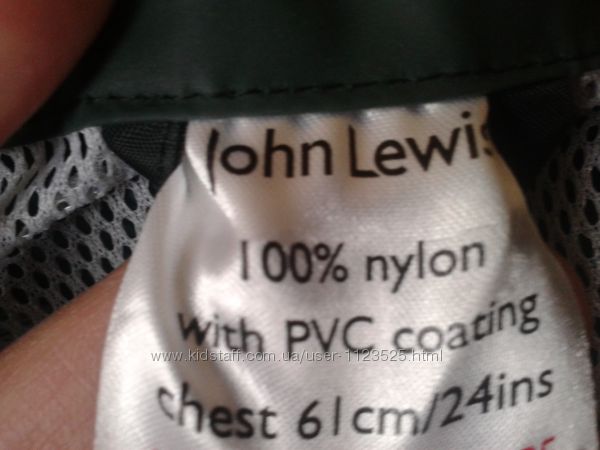 John Lewis
100% nylon
with PVC coating
www.kidstaff.com.ua/user-1123525.html
chest 61cm/24ins